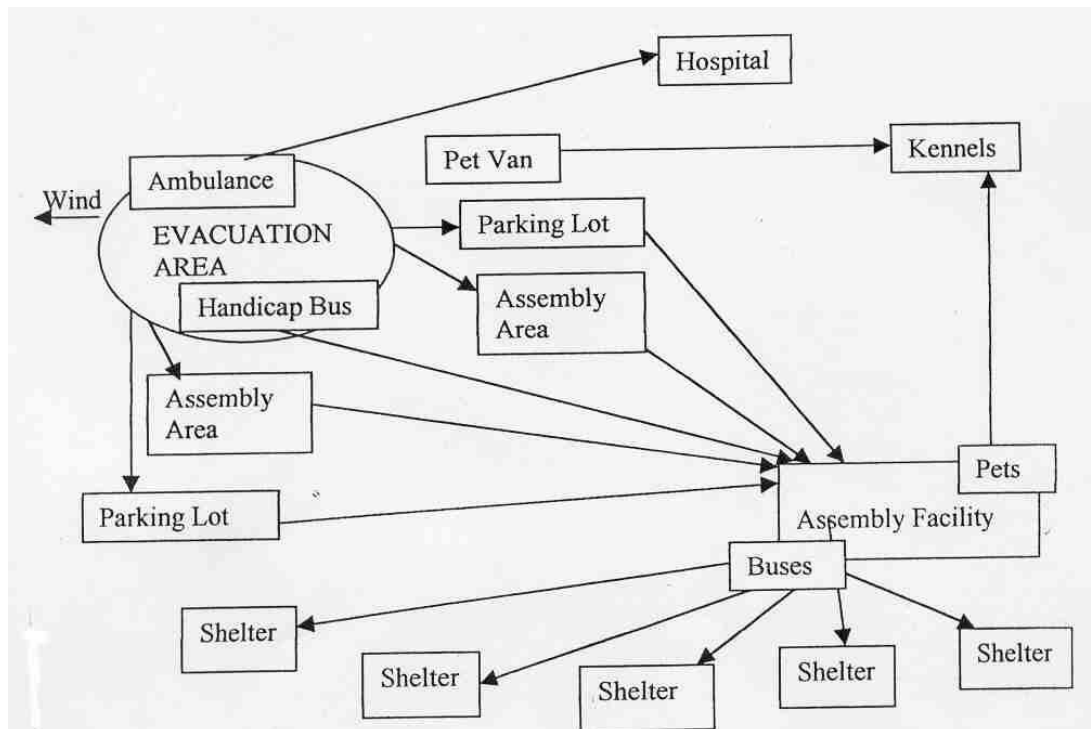 Hospital
Pet Van
Kennels
Ambulance
Wind
Parking Lot
EVACUATION
AREA
Assembly
Area
Handicap Bus
Assembly
Area
Pets
Parking Lot
Assembly Facility
Buses
Shelter
Shelter
Shelter
Shelter
Shelter